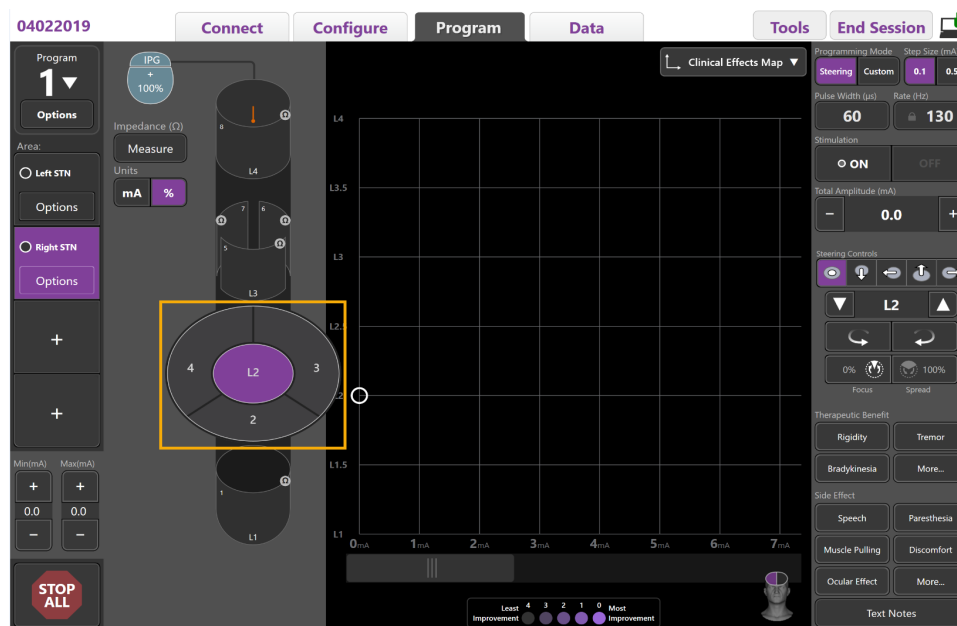 04022019
Connect
Configure
Program
Data
Tools
End Session
Program
1
Options
Area:
Left STN
Options
Right STN
Options
+
+
Min(mA) Max(mA)
+ +
0.0 0.0
− −
STOP
ALL
IPG
+
100%
Impedance (Ω)
Measure
Units
mA %
0
Ω
L4
7 6
Ω Ω
5 Ω
L3
4 L2 3
2
1 Ω
L1
Clinical Effects Map
L4
L3.5
L3
L2.5
L2
L1.5
L1
0mA 1mA 2mA 3mA 4mA 5mA 6mA 7mA
Least 4 3 2 1 0 Most
Improvement Improvement
Programming Mode Step Size (mA)
Steering Custom 0.1 0.5
Pulse Width (μs) Rate (Hz)
60 130
Stimulation
ON OFF
Total Amplitude (mA)
− 0.0 +
Steering Controls
L2
0% 100%
Focus Spread
Therapeutic Benefit
Rigidity Tremor
Bradykinesia More...
Side Effect
Speech Paresthesia
Muscle Pulling Discomfort
Ocular Effect More...
Text Notes